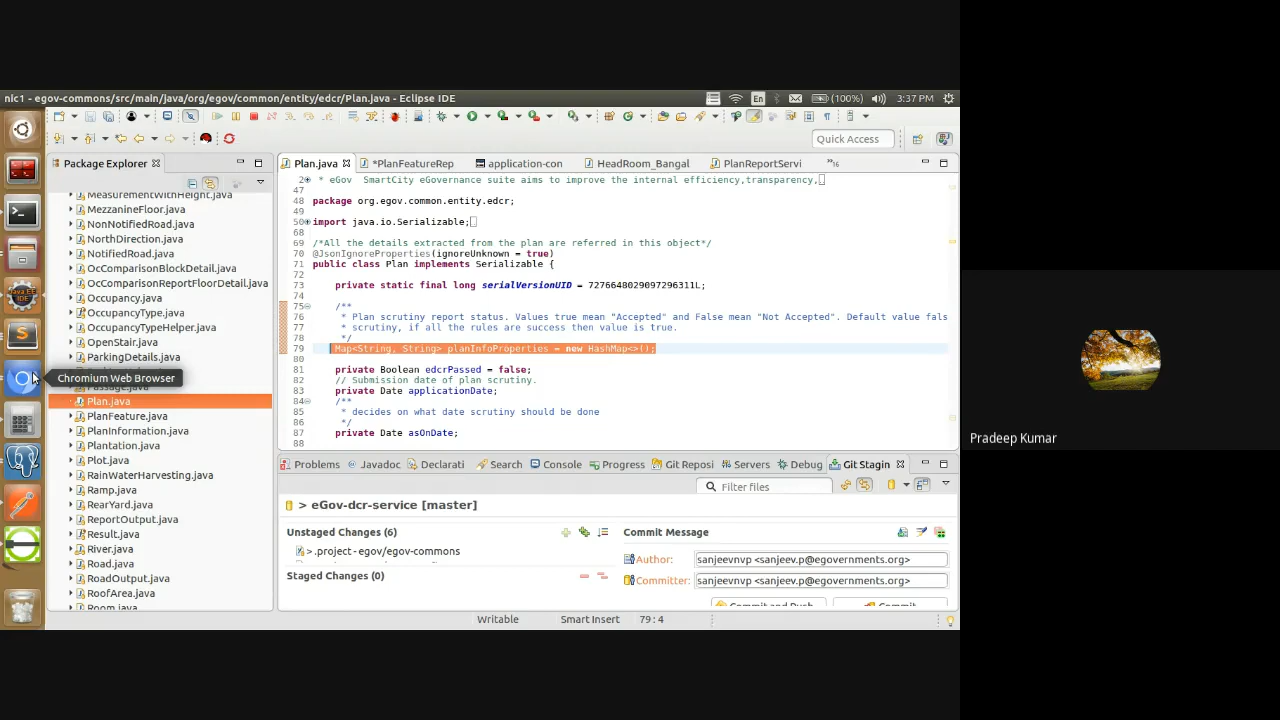 nic1 - egov-commons/src/main/java/org/egov/common/entity/edcr/Plan.java - Eclipse IDE
En
(100%)
3:37 PM
Quick Access
Package Explorer
Plan.java
*PlanFeatureRep
application-con
HeadRoom_Bangal
PlanReportServi
»16
MeasurementWithHeight.java
MezzanineFloor.java
NonNotifiedRoad.java
NorthDirection.java
NotifiedRoad.java
OcComparisonBlockDetail.java
OcComparisonReportFloorDetail.java
Occupancy.java
OccupancyType.java
OccupancyTypeHelper.java
OpenStair.java
ParkingDetails.java
Chromium Web Browser
Passage.java
Plan.java
PlanFeature.java
PlanInformation.java
Plantation.java
Plot.java
RainWaterHarvesting.java
Ramp.java
RearYard.java
ReportOutput.java
Result.java
River.java
Road.java
RoadOutput.java
RoofArea.java
Room.java
2 * eGov  SmartCity eGovernance suite aims to improve the internal efficiency,transparency,
47
48 package org.egov.common.entity.edcr;
49
50 import java.io.Serializable;
68
69 /*All the details extracted from the plan are referred in this object*/
70 @JsonIgnoreProperties(ignoreUnknown = true)
71 public class Plan implements Serializable {
72
73 private static final long serialVersionUID = 7276648029097296311L;
74
75 /**
76 * Plan scrutiny report status. Values true mean "Accepted" and False mean "Not Accepted". Default value fals
77 * scrutiny, if all the rules are success then value is true.
78 */
79 Map<String, String> planInfoProperties = new HashMap<>();
80
81 private Boolean edcrPassed = false;
82 // Submission date of plan scrutiny.
83 private Date applicationDate;
84 /**
85 * decides on what date scrutiny should be done
86 */
87 private Date asOnDate;
88
Problems
Javadoc
Declarati
Search
Console
Progress
Git Reposi
Servers
Debug
Git Stagin
Filter files
> eGov-dcr-service [master]
Unstaged Changes (6)
> .project - egov/egov-commons
Staged Changes (0)
Commit Message
Author:
sanjeevnvp <sanjeev.p@egovernments.org>
Committer:
sanjeevnvp <sanjeev.p@egovernments.org>
Commit and Push
Commit
Writable
Smart Insert
79 : 4
Pradeep Kumar